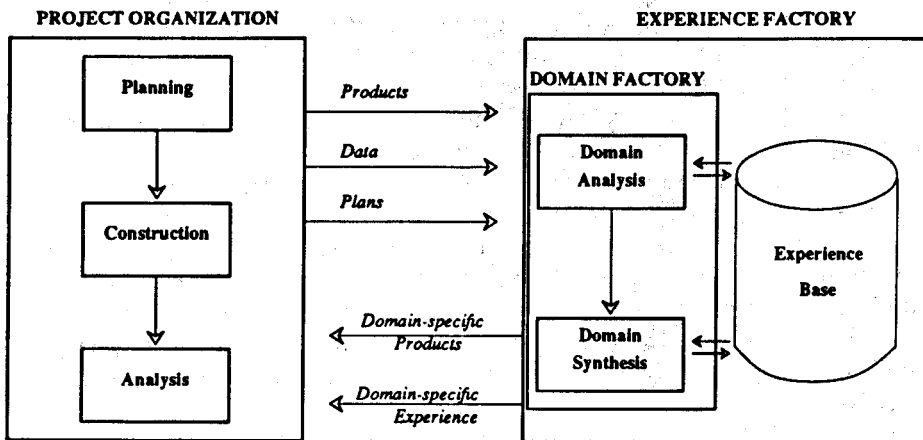 PROJECT ORGANIZATION
EXPERIENCE FACTORY
Planning
Construction
Analysis
Products
Data
Plans
Domain-specific
Products
Domain-specific
Experience
DOMAIN FACTORY
Domain
Analysis
Domain
Synthesis
Experience
Base